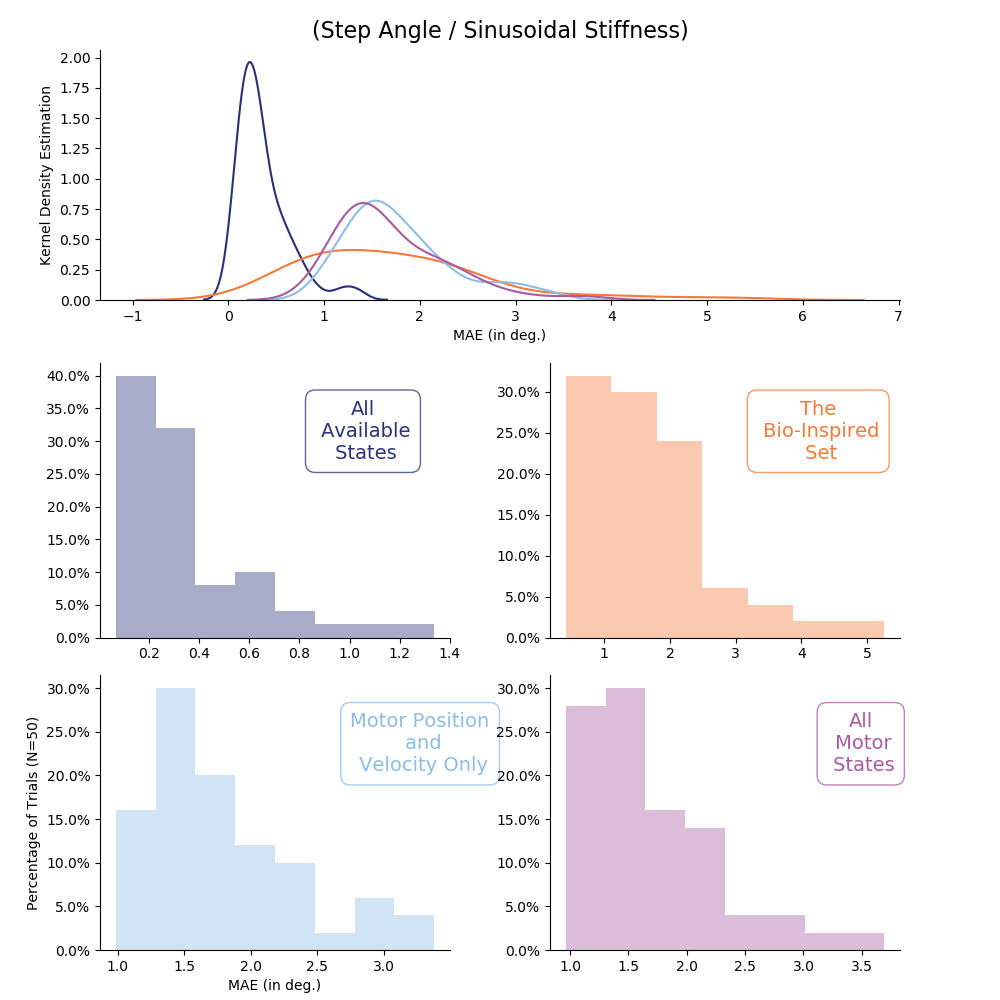 (Step Angle / Sinusoidal Stiffness)
Kernel Density Estimation
2.00
1.75
1.50
1.25
1.00
0.75
0.50
0.25
0.00
−1 0 1 2 3 4 5 6 7
MAE (in deg.)
40.0%
35.0%
30.0%
25.0%
20.0%
15.0%
10.0%
5.0%
0.0%
All
Available
States
0.2 0.4 0.6 0.8 1.0 1.2 1.4
30.0%
25.0%
20.0%
15.0%
10.0%
5.0%
0.0%
The
Bio-Inspired
Set
1 2 3 4 5
Percentage of Trials (N=50)
30.0%
25.0%
20.0%
15.0%
10.0%
5.0%
0.0%
Motor Position
and
Velocity Only
1.0 1.5 2.0 2.5 3.0
MAE (in deg.)
30.0%
25.0%
20.0%
15.0%
10.0%
5.0%
0.0%
All
Motor
States
1.0 1.5 2.0 2.5 3.0 3.5